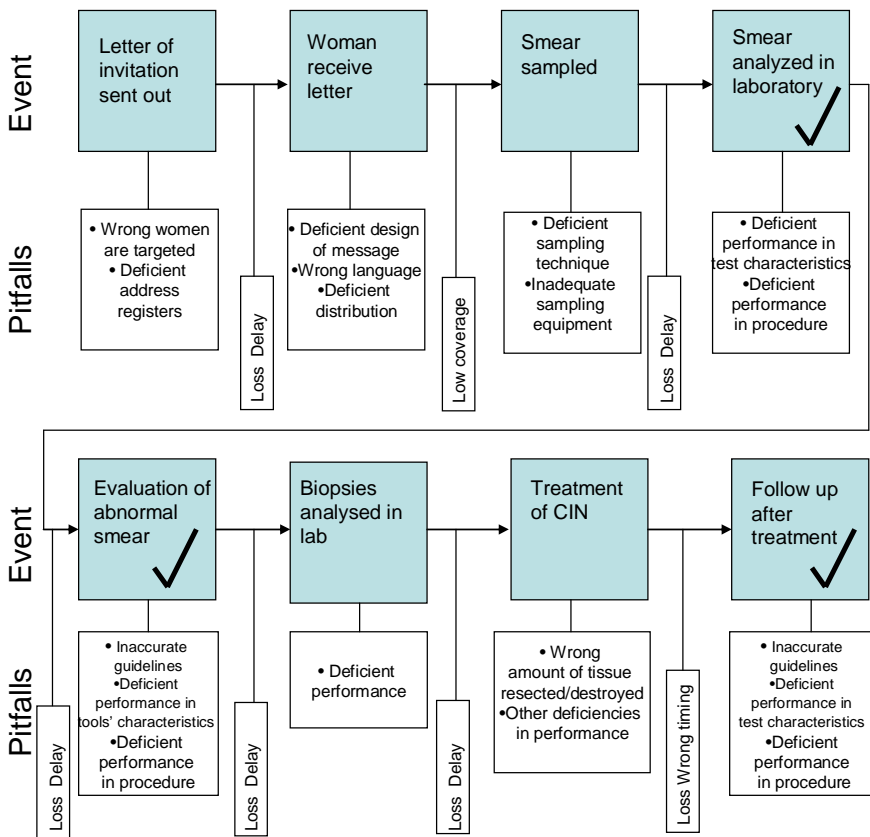 Event
Letter of
invitation
sent out
Woman
receive
letter
Smear
sampled
Smear
analyzed in
laboratory
Pitfalls
• Wrong women
are targeted
• Deficient
address
registers
Loss Delay
• Deficient design
of message
•Wrong language
•Deficient
distribution
Low coverage
• Deficient
sampling
technique
•Inadequate
sampling
equipment
Loss Delay
• Deficient
performance in
test characteristics
• Deficient
performance
in procedure
Event
Evaluation of
abnormal
smear
Biopsies
analysed in
lab
Treatment
of CIN
Follow up
after
treatment
Pitfalls
Loss Delay
• Inaccurate
guidelines
•Deficient
performance in
tools' characteristics
•Deficient
performance
in procedure
Loss Delay
• Deficient
performance
Loss Delay
• Wrong
amount of tissue
resected/destroyed
•Other deficiencies
in performance
Loss Wrong timing
• Inaccurate
guidelines
•Deficient
performance
in test characteristics
•Deficient
performance
in procedure